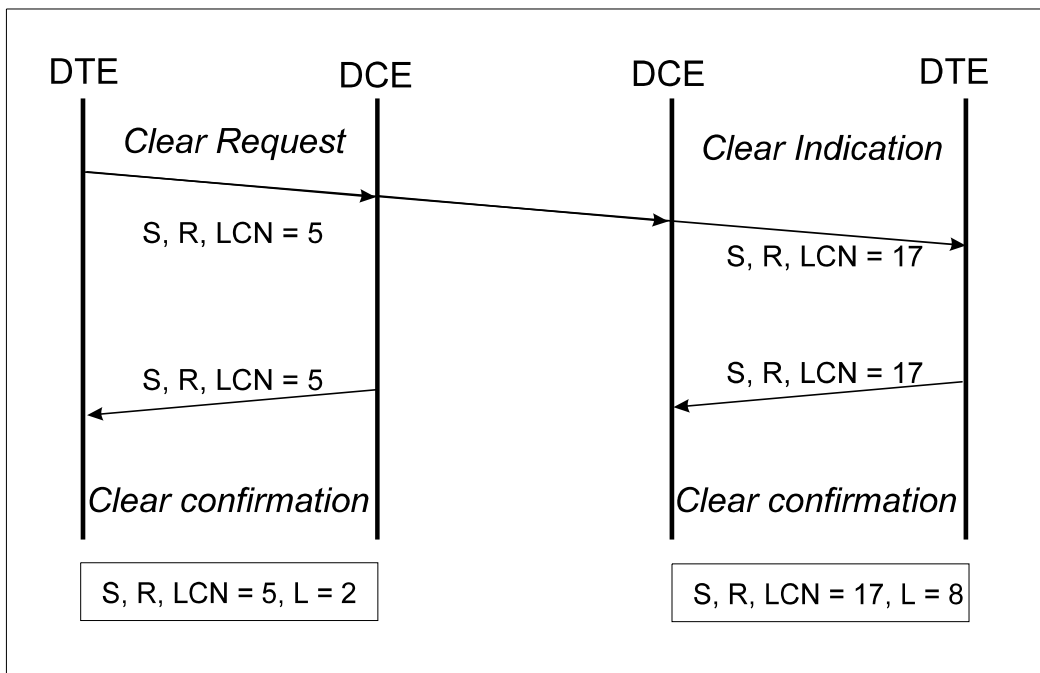 DTE
DCE
DCE
DTE
Clear Request
Clear Indication
S, R, LCN = 5
S, R, LCN = 17
S, R, LCN = 5
S, R, LCN = 17
Clear confirmation
Clear confirmation
S, R, LCN = 5, L = 2
S, R, LCN = 17, L = 8